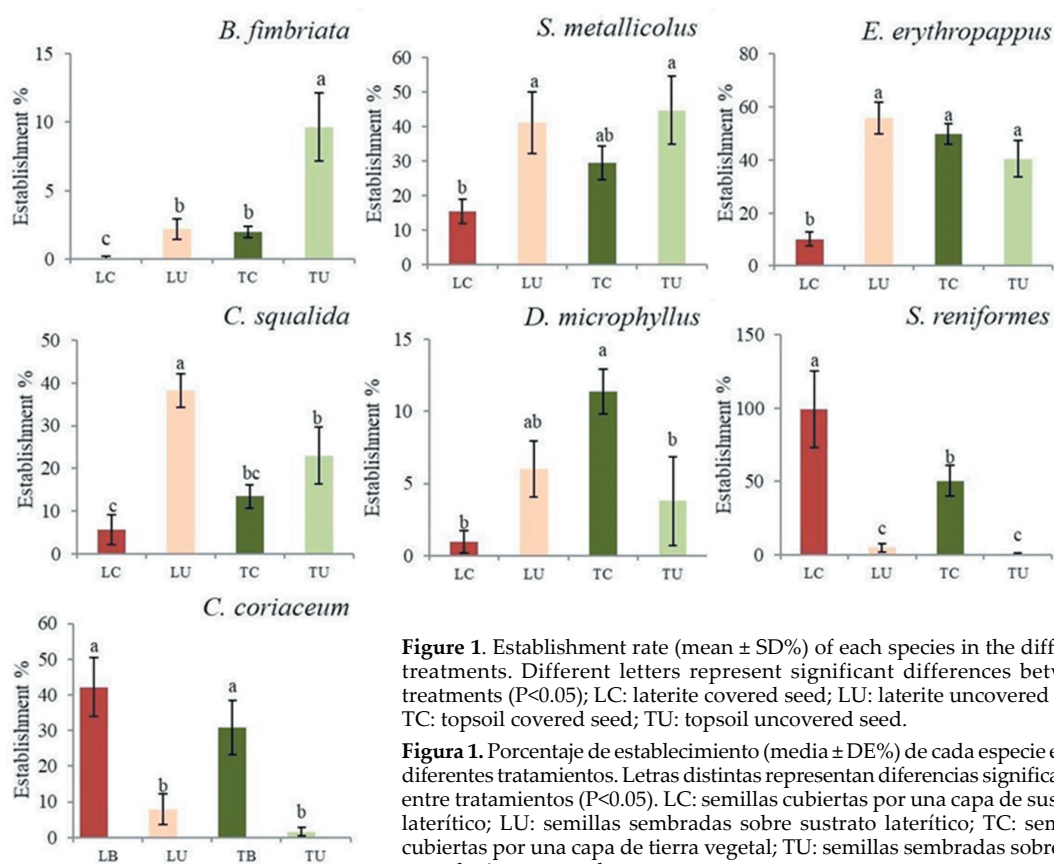 B. fimbriata
Establishment %
15
10
5
0
c
b
b
a
LC
LU
TC
TU
S. metallicolus
Establishment %
60
50
40
30
20
10
0
b
a
ab
a
LC
LU
TC
TU
E. erythropappus
Establishment %
80
60
40
20
0
b
a
a
a
LC
LU
TC
TU
C. squalida
Establishment %
50
40
30
20
10
0
c
a
bc
b
LC
LU
TC
TU
D. microphyllus
Establishment %
15
10
5
0
b
ab
a
b
LC
LU
TC
TU
S. reniformes
Establishment %
150
100
50
0
a
c
b
c
LC
LU
TC
TU
C. coriaceum
Establishment %
60
50
40
30
20
10
0
a
b
a
b
LB
LU
TB
TU
Figure 1. Establishment rate (mean ± SD%) of each species in the diff
treatments. Different letters represent significant differences betv
treatments (P<0.05); LC: laterite covered seed; LU: laterite uncovered
TC: topsoil covered seed; TU: topsoil uncovered seed.
Figura 1. Porcentaje de establecimiento (media ± DE%) de cada especie e
diferentes tratamientos. Letras distintas representan diferencias significa
entre tratamientos (P<0.05). LC: semillas cubiertas por una capa de sus
laterítico; LU: semillas sembradas sobre sustrato laterítico; TC: sem
cubiertas por una capa de tierra vegetal; TU: semillas sembradas sobre